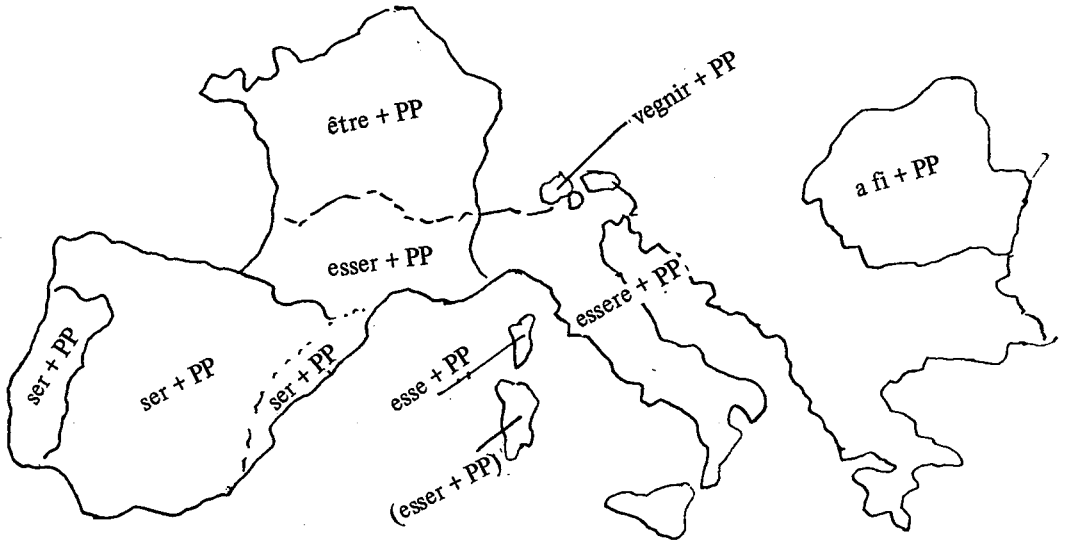 vegnir + PP
être + PP
a fi + PP
esser + PP
essere + PP
ser + PP
ser + PP
ser + PP
esse + PP
(esser + PP)